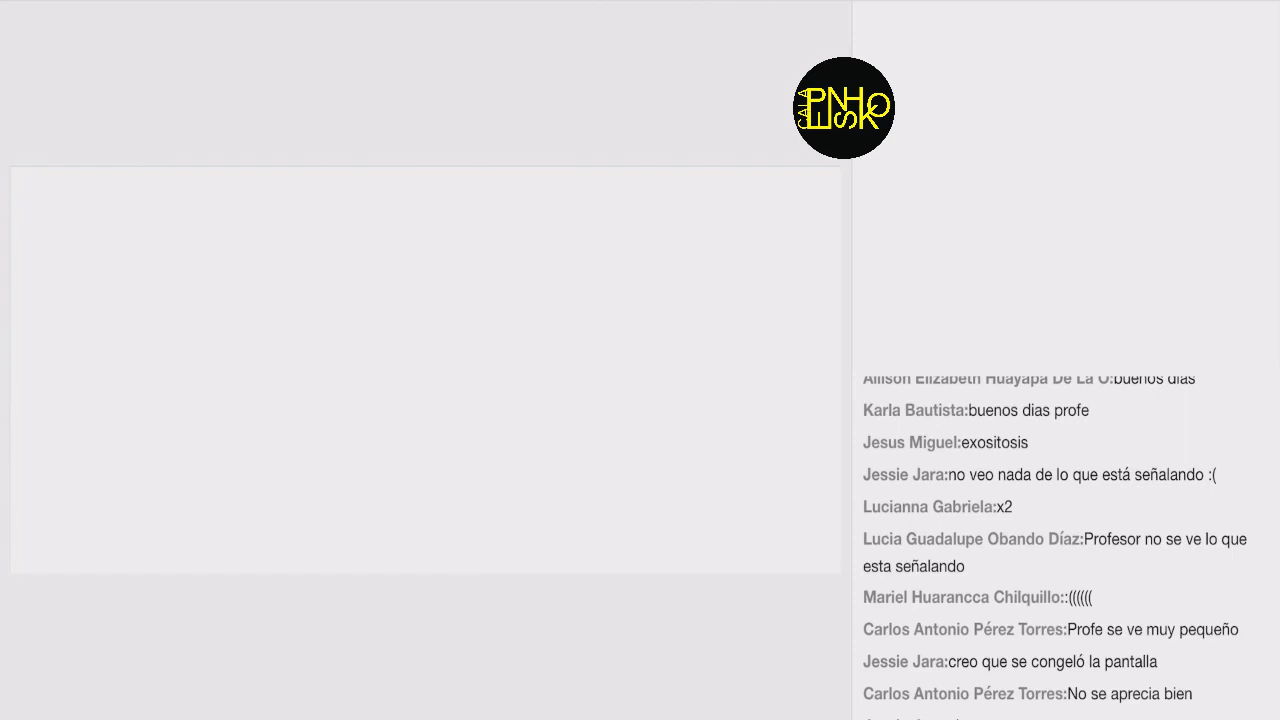 CALA
PENSHKO
Allison Elizabeth Huayapa De La O:buenos días
Karla Bautista:buenos dias profe
Jesus Miguel:exositosis
Jessie Jara:no veo nada de lo que está señalando :(
Lucianna Gabriela:x2
Lucia Guadalupe Obando Díaz:Profesor no se ve lo que
esta señalando
Mariel Huarancca Chilquillo::((((((
Carlos Antonio Pérez Torres:Profe se ve muy pequeño
Jessie Jara:creo que se congeló la pantalla
Carlos Antonio Pérez Torres:No se aprecia bien